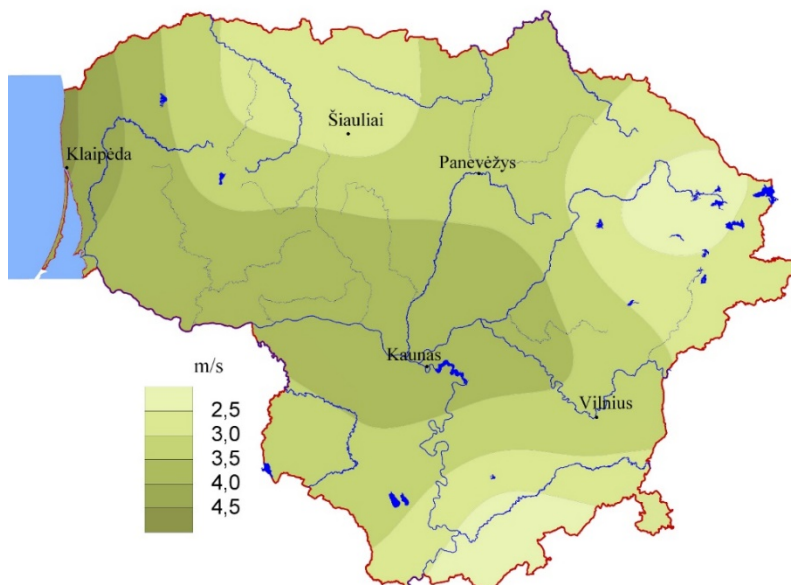 Šiauliai
Klaipėda
Panevėžys
Kaunas
Vilnius
m/s
2,5
3,0
3,5
4,0
4,5